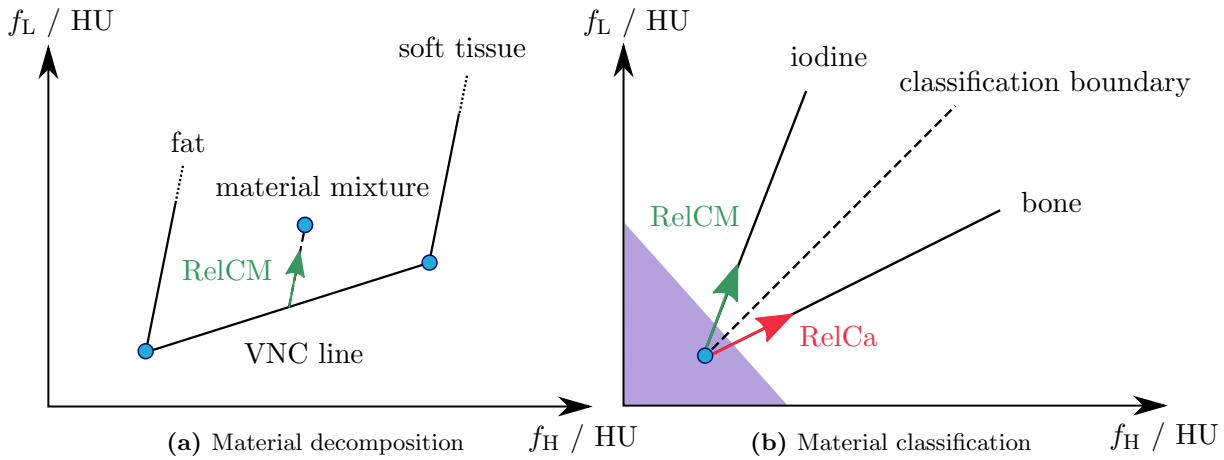 f_L / HU
soft tissue
fat
material mixture
RelCM
VNC line
f_H / HU
(a) Material decomposition
f_L / HU
iodine
classification boundary
RelCM
bone
RelCa
f_H / HU
(b) Material classification